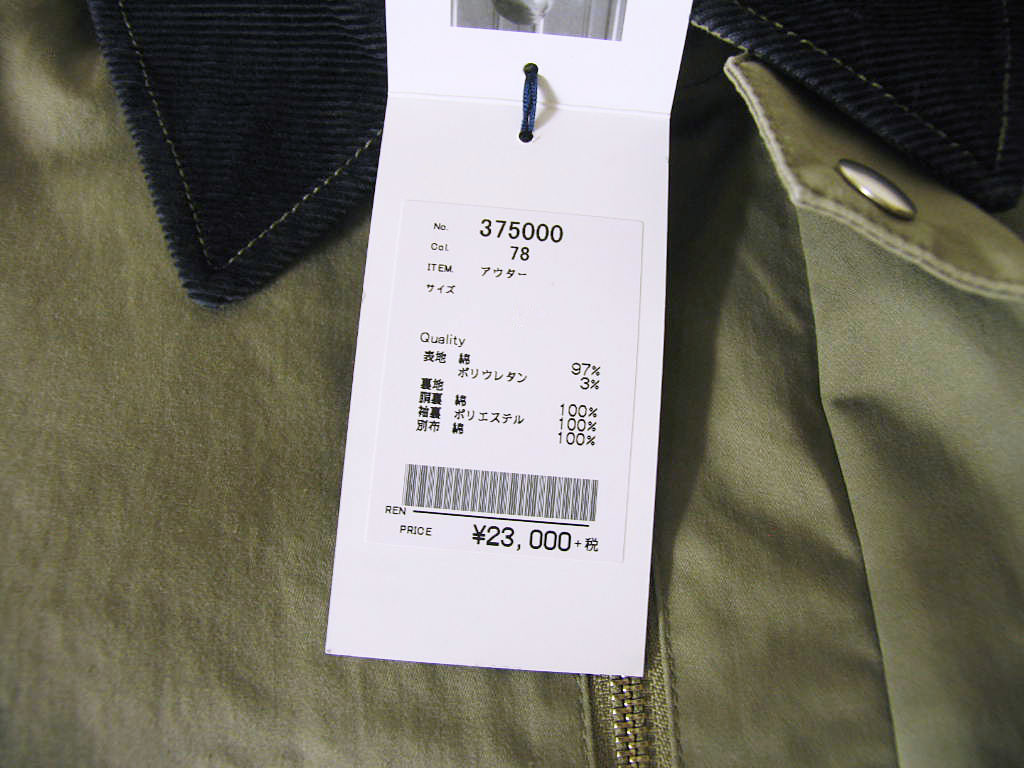 No. 375000
Col. 78
ITEM. アウター
サイズ
Quality
表地 綿 97%
ポリウレタン 3%
裏地
胴裏 綿 100%
袖裏 ポリエステル 100%
別布 綿 100%
REN
PRICE ¥23,000+税